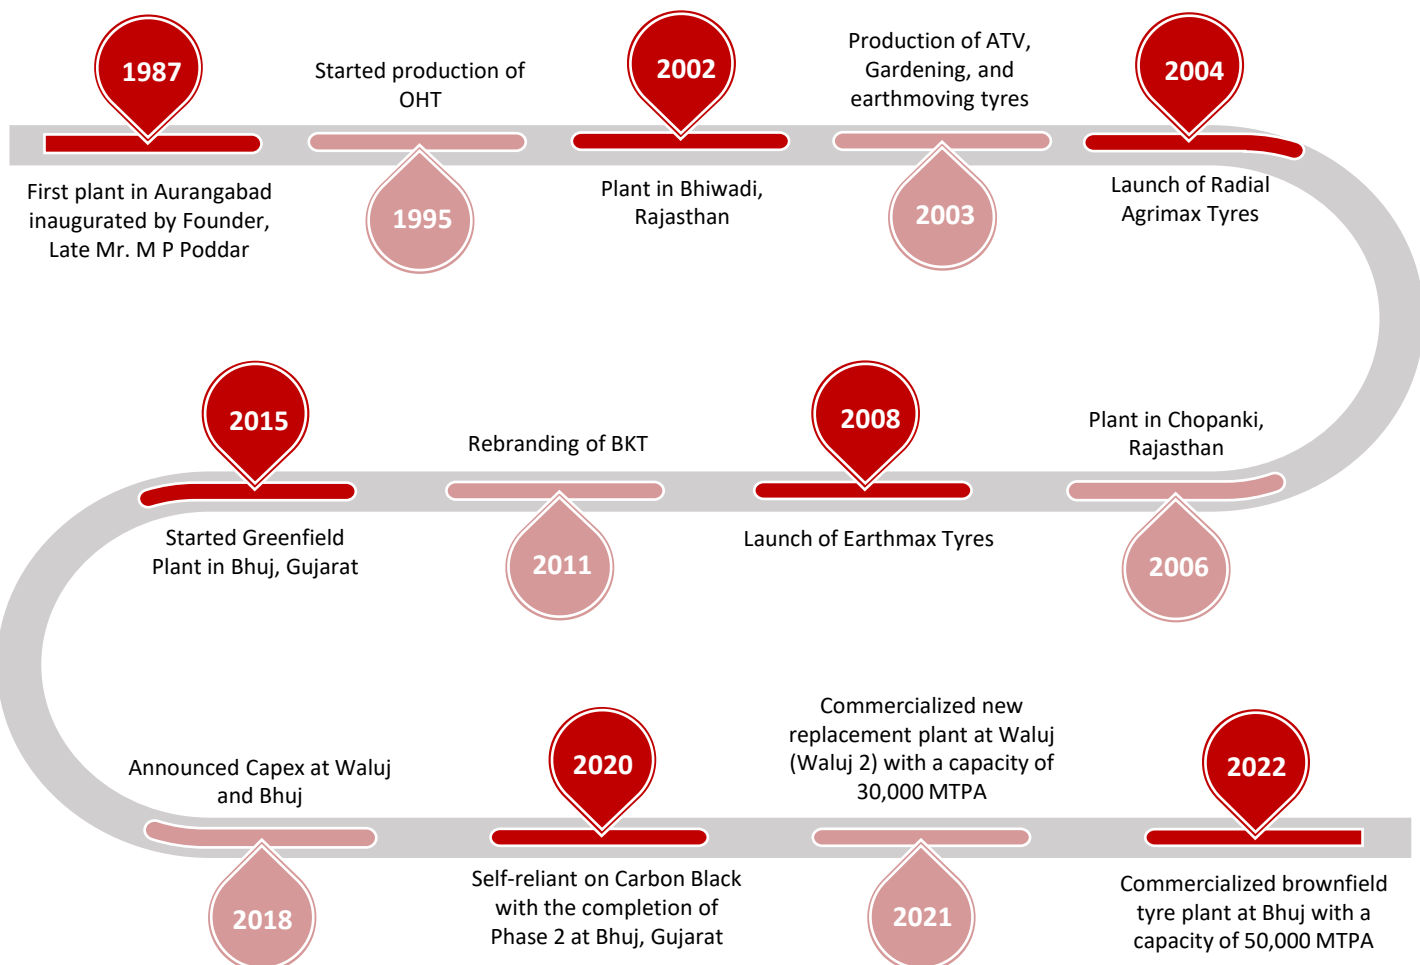 1987
First plant in Aurangabad
inaugurated by Founder,
Late Mr. M P Poddar
Started production of
OHT
1995
2002
Plant in Bhiwadi,
Rajasthan
Production of ATV,
Gardening, and
earthmoving tyres
2003
2004
Launch of Radial
Agrimax Tyres
Plant in Chopanki,
Rajasthan
2006
2008
Launch of Earthmax Tyres
Rebranding of BKT
2011
2015
Started Greenfield
Plant in Bhuj, Gujarat
Announced Capex at Waluj
and Bhuj
2018
2020
Self-reliant on Carbon Black
with the completion of
Phase 2 at Bhuj, Gujarat
Commercialized new
replacement plant at Waluj
(Waluj 2) with a capacity of
30,000 MTPA
2021
2022
Commercialized brownfield
tyre plant at Bhuj with a
capacity of 50,000 MTPA